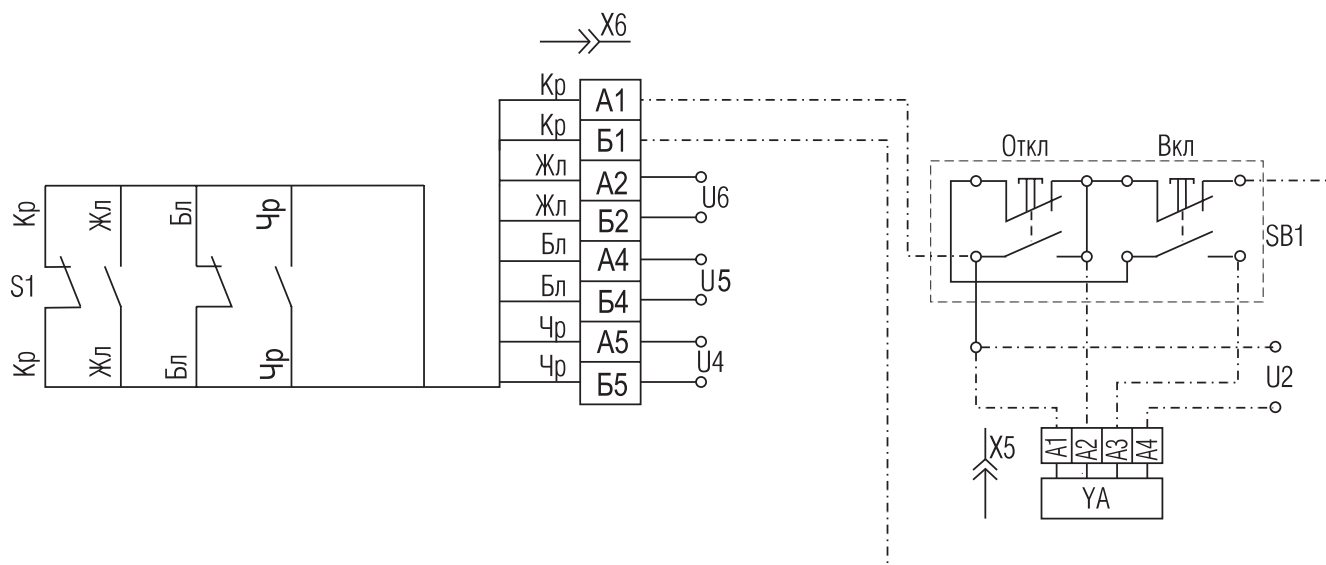 X6
Кр
А1
Кр
Б1
Жл
А2
U6
Жл
Б2
Бл
А4
U5
Бл
Б4
Чр
А5
U4
Чр
Б5
Кр
Жл
Бл
Чр
S1
Кр
Жл
Бл
Чр
Откл
Вкл
SB1
U2
X5
А1
А2
А3
А4
YA